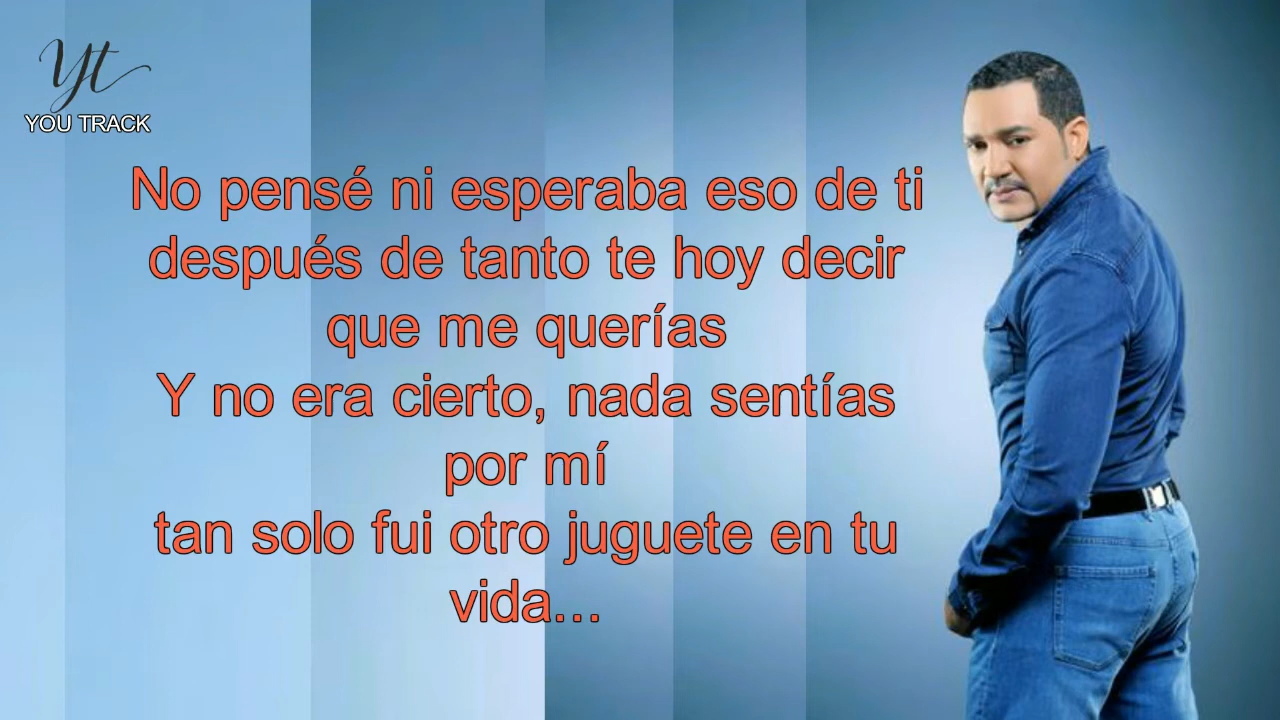 Yt
YOU TRACK
No pensé ni esperaba eso de ti
después de tanto te hoy decir
que me querías
Y no era cierto, nada sentías
por mí
tan solo fui otro juguete en tu
vida...